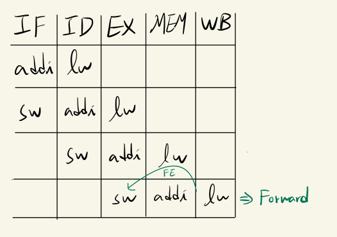 IF ID EX MEM WB
addi lw
sw addi lw
sw addi lw
FE
sw addi lw ⇒ Forward